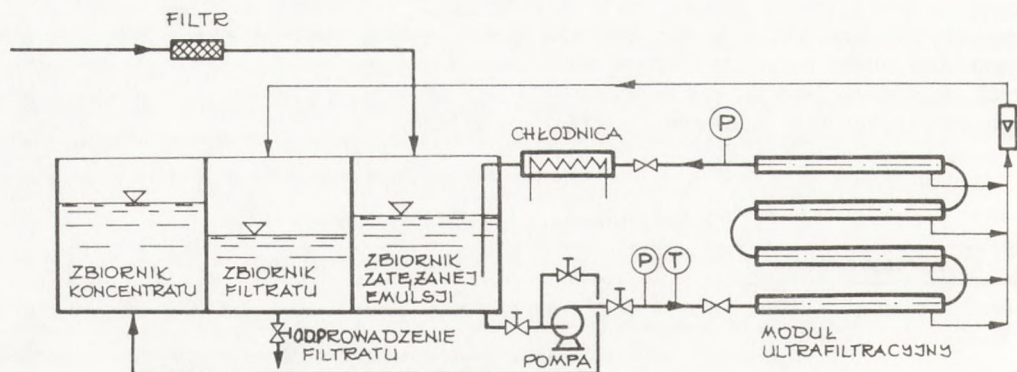 FILTR
CHŁODNICA
P
ZBIORNIK
KONCENTRATU
ZBIORNIK
FILTRATU
ZBIORNIK
ZATĘŻANEJ
EMULSJI
P
T
ODPROWADZENIE
FILTRATU
POMPA
MODUŁ
ULTRAFILTRACYJNY